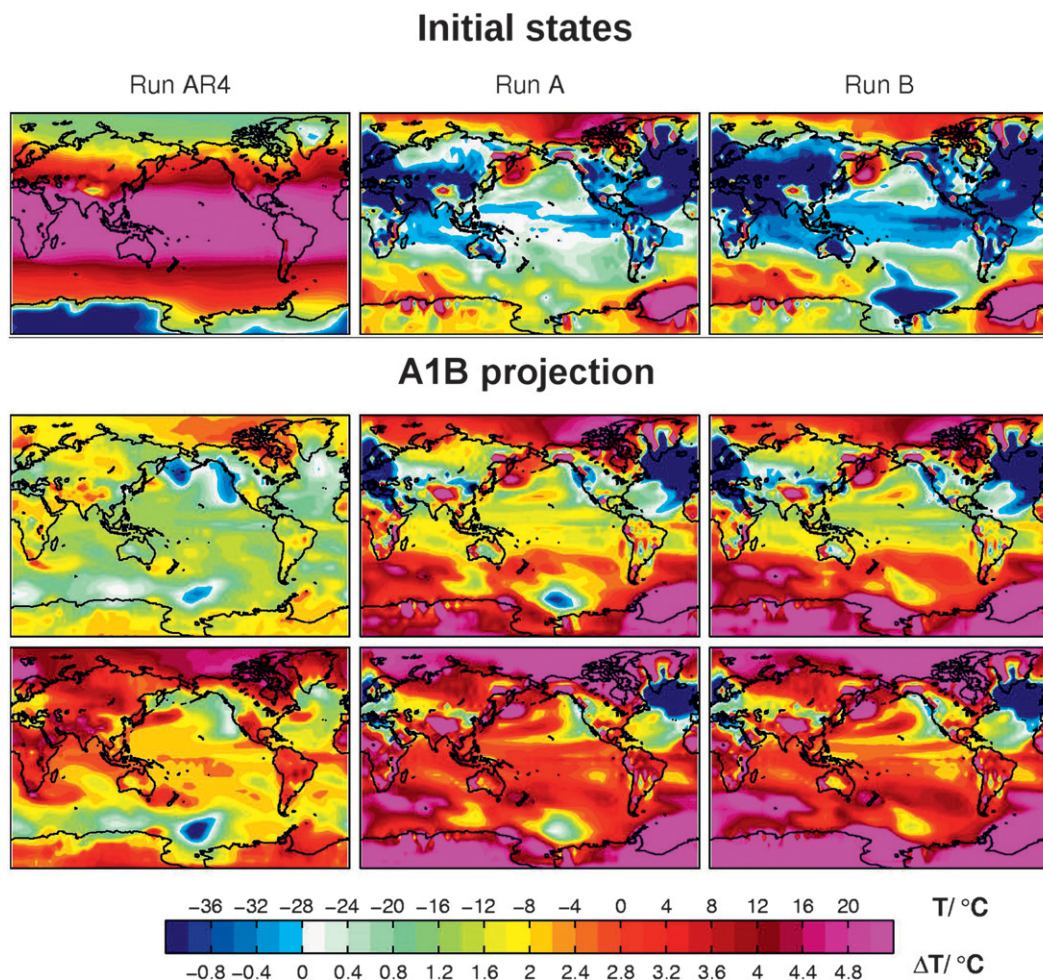 Initial states
Run AR4 Run A Run B
A1B projection
−36 −32 −28 −24 −20 −16 −12 −8 −4 0 4 8 12 16 20 T/ °C
−0.8 −0.4 0 0.4 0.8 1.2 1.6 2 2.4 2.8 3.2 3.6 4 4.4 4.8 ΔT/ °C